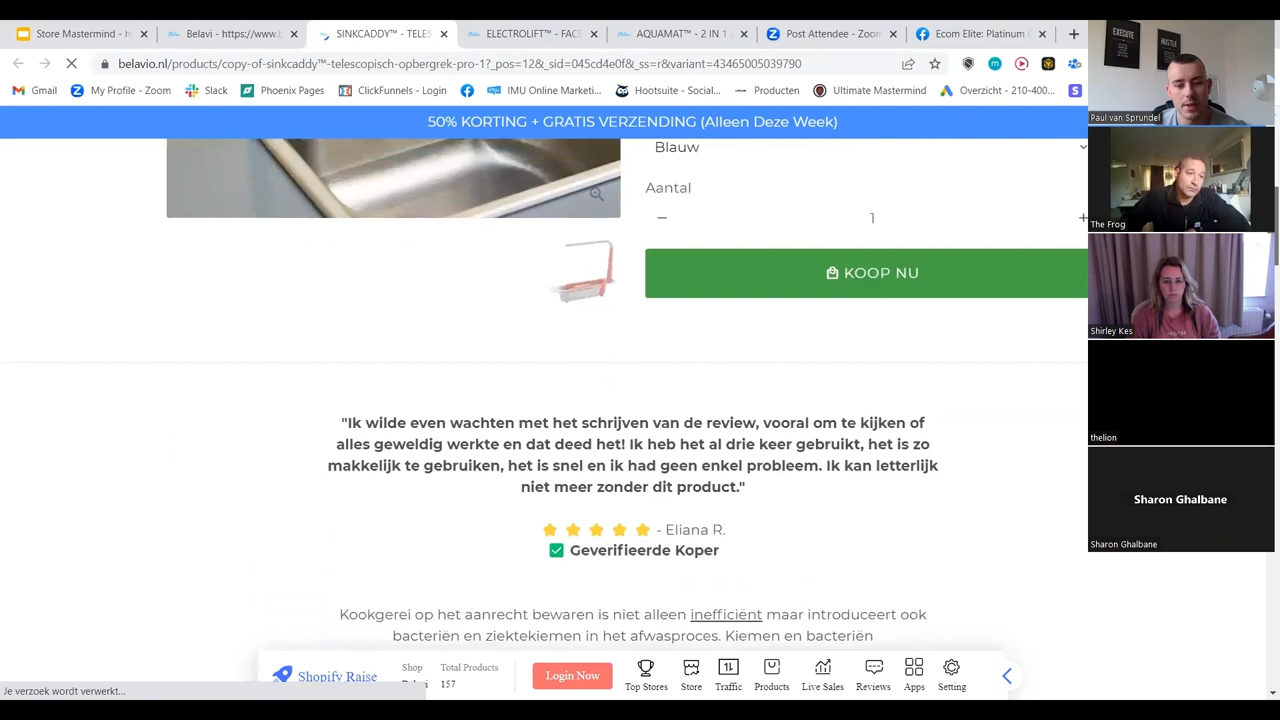 Store Mastermind - h
Belavi - https://www.b
SINKCADDY™ - TELES
ELECTROLIFT™ - FACE
AQUAMAT™ - 2 IN 1
Post Attendee - Zoom
Ecom Elite: Platinum
belavio.nl/products/copy-of-sinkcaddy™-telescopisch-opbergrek-pro-1?_pos=12&_sid=0435d4e0f&_ss=r&variant=43465005039790
Gmail
My Profile - Zoom
Slack
Phoenix Pages
ClickFunnels - Login
IMU Online Marketi...
Hootsuite - Social...
Producten
Ultimate Mastermind
Overzicht - 210-400...
EXECUTE
HUSTLE
Paul van Sprundel
50% KORTING + GRATIS VERZENDING (Alleen Deze Week)
Blauw
Aantal
1
The Frog
KOOP NU
Shirley Kes
"Ik wilde even wachten met het schrijven van de review, vooral om te kijken of
alles geweldig werkte en dat deed het! Ik heb het al drie keer gebruikt, het is zo
makkelijk te gebruiken, het is snel en ik had geen enkel probleem. Ik kan letterlijk
niet meer zonder dit product."
thelion
- Eliana R.
Geverifieerde Koper
Sharon Ghalbane
Sharon Ghalbane
Kookgerei op het aanrecht bewaren is niet alleen inefficiënt maar introduceert ook
bacteriën en ziektekiemen in het afwasproces. Kiemen en bacteriën
Shopify Raise
Shop
Total Products
157
Login Now
Top Stores
Store
Traffic
Products
Live Sales
Reviews
Apps
Setting
Je verzoek wordt verwerkt...